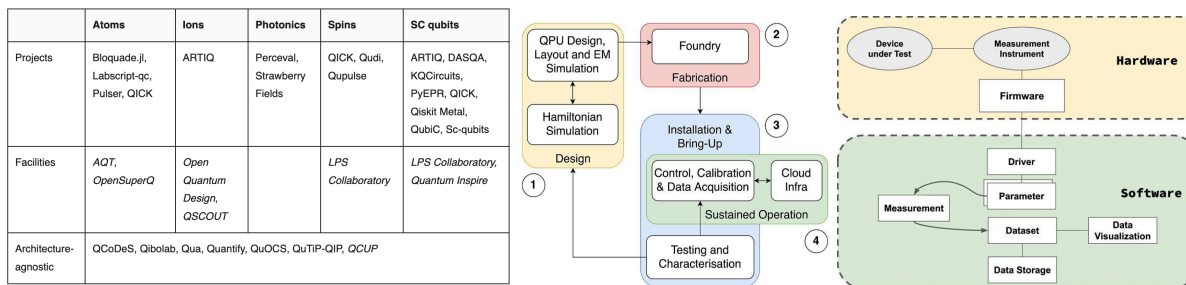 Atoms Ions Photonics Spins SC qubits
Projects
Bloquade.jl,
Labscript-qc,
Pulser, QICK
ARTIQ
Perceval,
Strawberry
Fields
QICK, Qudi,
Qupulse
ARTIQ, DASQA,
KQCircuits,
PyEPR, QICK,
Qiskit Metal,
QubiC, Sc-qubits
Facilities
AQT,
OpenSuperQ
Open
Quantum
Design,
QSCOUT
LPS
Collaboratory
LPS Collaboratory,
Quantum Inspire
Architecture-
agnostic
QCoDeS, Qibolab, Qua, Quantify, QuOCS, QuTiP-QIP, QCUP
QPU Design,
Layout and EM
Simulation
Hamiltonian
Simulation
Design
1
Foundry
Fabrication
2
Installation &
Bring-Up
3
Control, Calibration
& Data Acquisition
Cloud
Infra
Sustained Operation
4
Testing and
Characterisation
Device
under Test
Measurement
Instrument
Hardware
Firmware
Driver
Parameter
Software
Measurement
Dataset
Data
Visualization
Data Storage